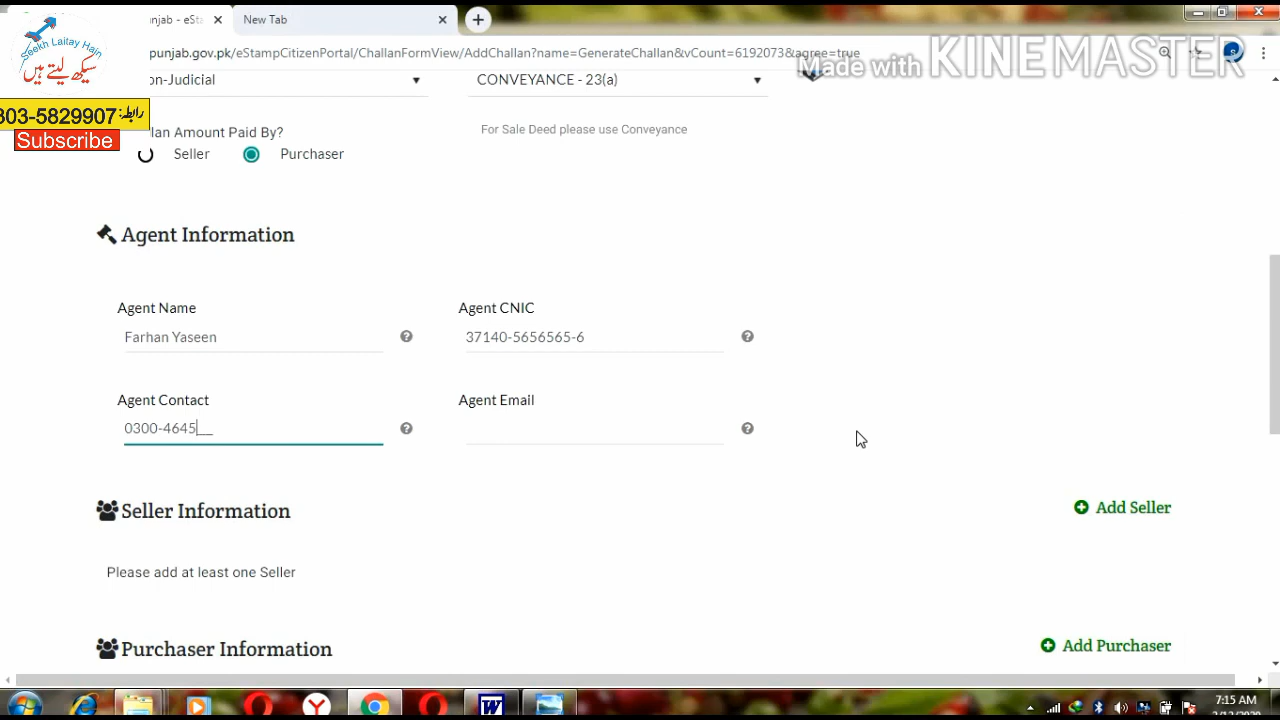 njab - eSta
New Tab
Seekh Laitay Hain
سیکھ لیتے ہیں
punjab.gov.pk/eStampCitizenPortal/ChallanFormView/AddChallan?name=GenerateChallan&vCount=6192073&agree=true
Made with KINEMASTER
on-Judicial
CONVEYANCE - 23(a)
03-5829907 رابطہ:
Subscribe
lan Amount Paid By?
For Sale Deed please use Conveyance
Seller
Purchaser
Agent Information
Agent Name
Agent CNIC
Farhan Yaseen
37140-5656565-6
Agent Contact
Agent Email
0300-4645__
Seller Information
Add Seller
Please add at least one Seller
Purchaser Information
Add Purchaser
7:15 AM